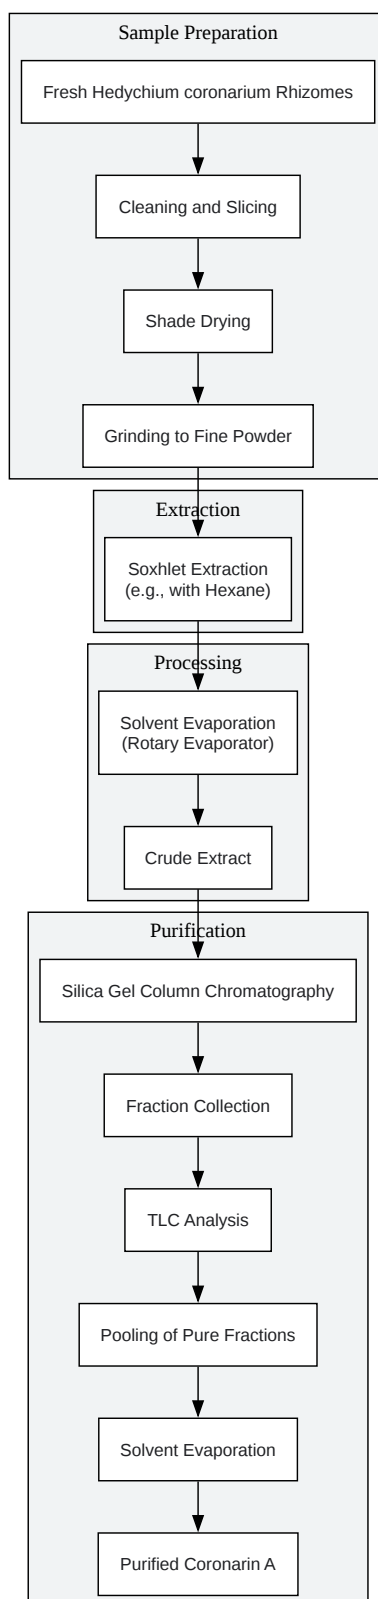 Sample Preparation
Fresh Hedychium coronarium Rhizomes
Cleaning and Slicing
Shade Drying
Grinding to Fine Powder
Extraction
Soxhlet Extraction
(e.g., with Hexane)
Processing
Solvent Evaporation
(Rotary Evaporator)
Crude Extract
Purification
Silica Gel Column Chromatography
Fraction Collection
TLC Analysis
Pooling of Pure Fractions
Solvent Evaporation
Purified Coronarin A